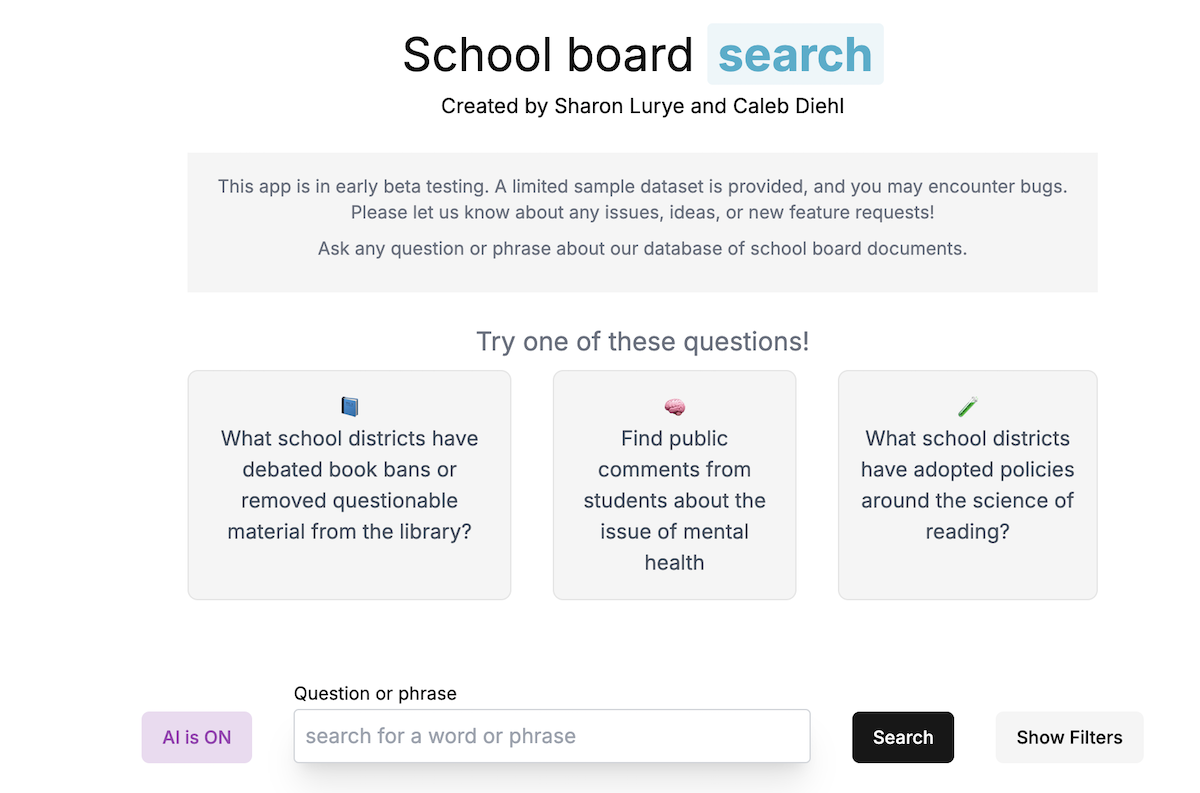 School board search
Created by Sharon Lurye and Caleb Diehl
This app is in early beta testing. A limited sample dataset is provided, and you may encounter bugs.
Please let us know about any issues, ideas, or new feature requests!
Ask any question or phrase about our database of school board documents.
Try one of these questions!
What school districts have
debated book bans or
removed questionable
material from the library?
Find public
comments from
students about the
issue of mental
health
What school districts
have adopted policies
around the science of
reading?
Question or phrase
AI is ON
search for a word or phrase
Search
Show Filters